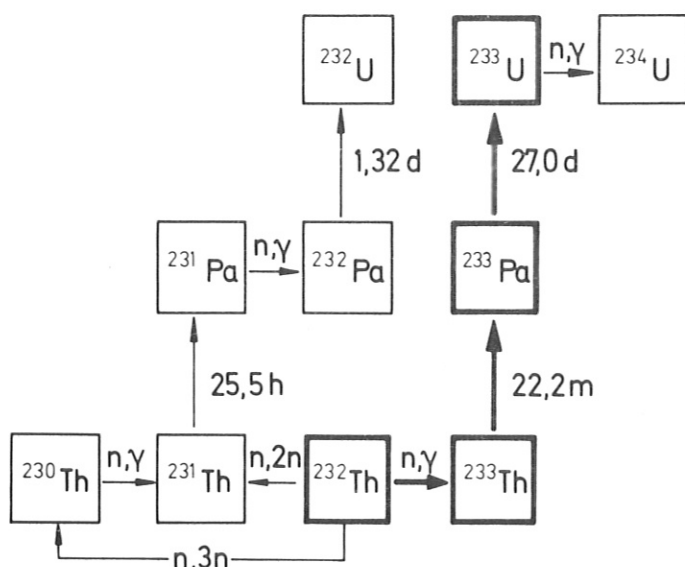 ²³²U ²³³U n,γ ²³⁴U
1,32 d 27,0 d
²³¹Pa n,γ ²³²Pa ²³³Pa
25,5 h 22,2 m
²³⁰Th n,γ ²³¹Th n,2n ²³²Th n,γ ²³³Th
n,3n